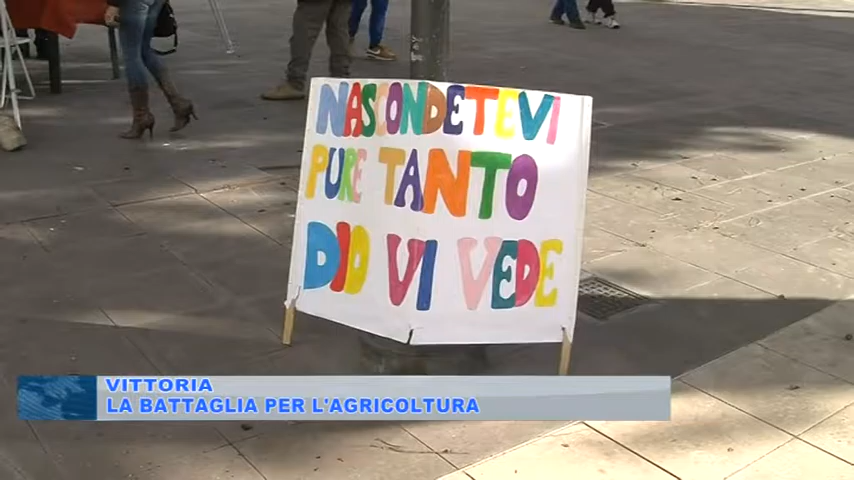 NASCONDETEVI
PURE TANTO
DIO VI VEDE
VITTORIA
LA BATTAGLIA PER L'AGRICOLTURA